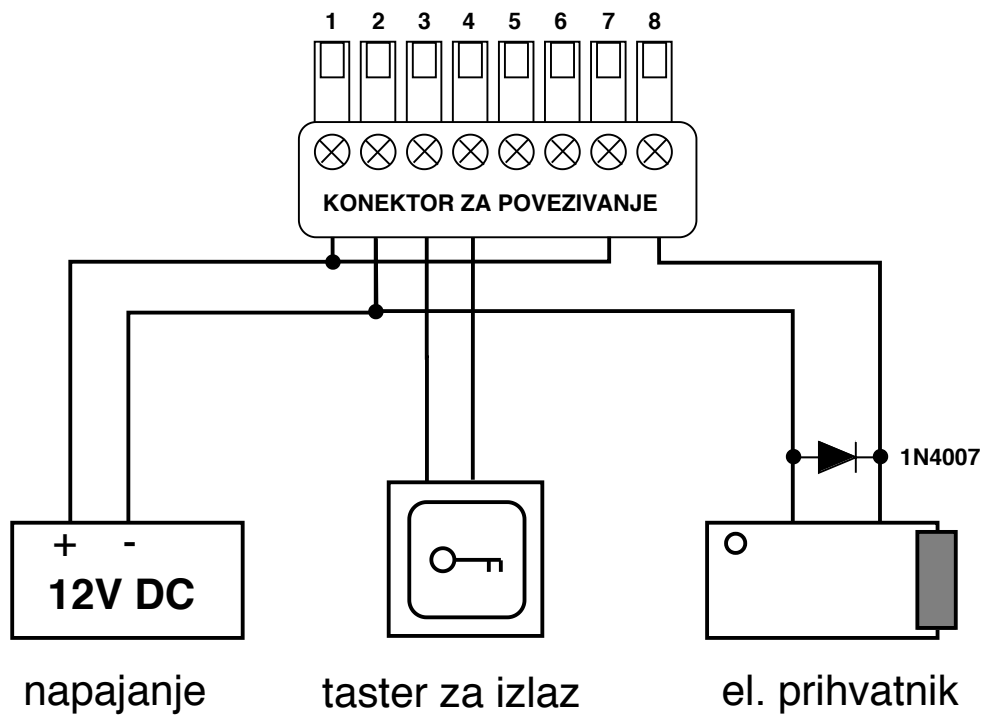 1 2 3 4 5 6 7 8
KONEKTOR ZA POVEZIVANJE
1N4007
+ -
12V DC
napajanje
taster za izlaz
el. prihvatnik